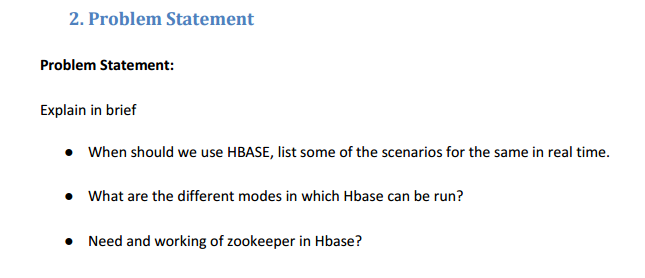 2. Problem Statement
Problem Statement:
Explain in brief
● When should we use HBASE, list some of the scenarios for the same in real time.
● What are the different modes in which Hbase can be run?
● Need and working of zookeeper in Hbase?